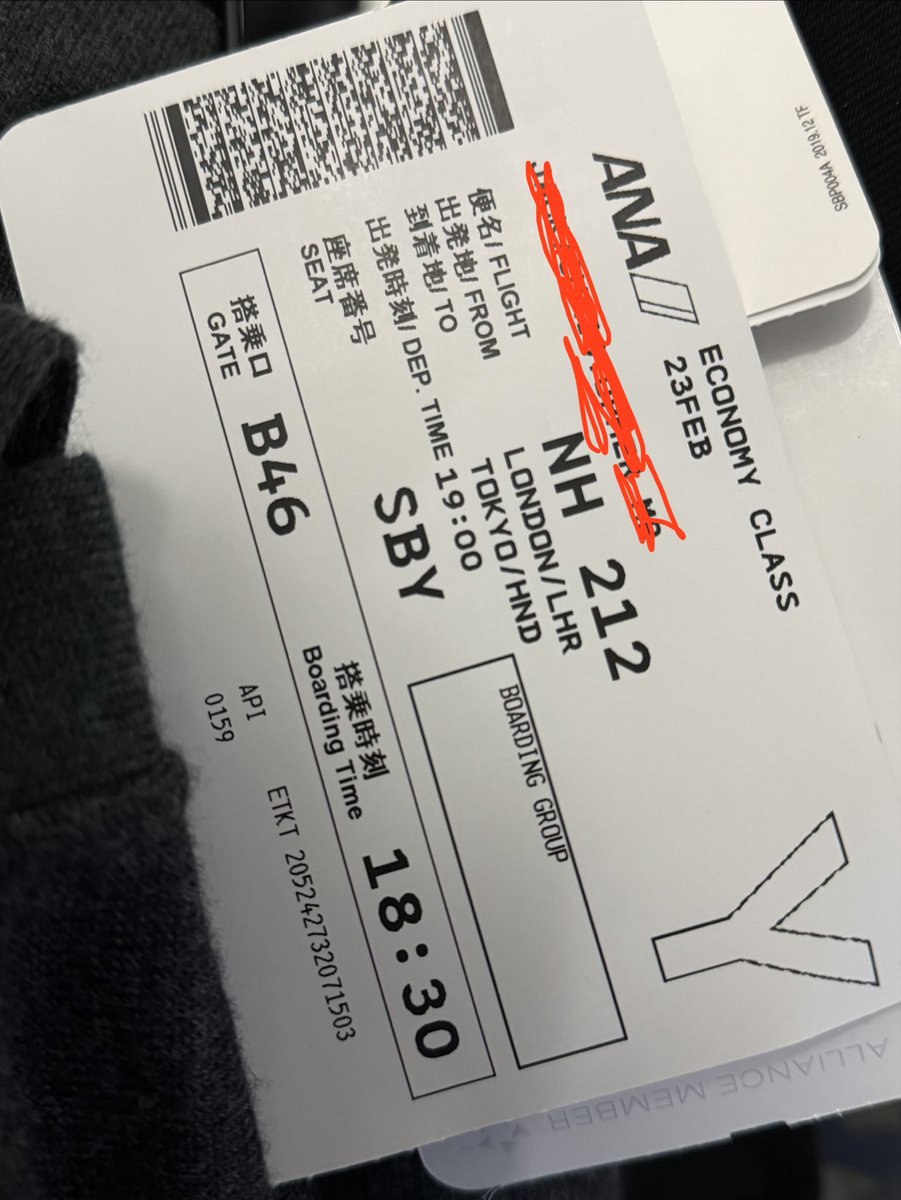 ANA
ECONOMY CLASS
23FEB
便名/ FLIGHT NH 212
出発地/ FROM LONDON/LHR
到着地/ TO TOKYO/HND
出発時刻/ DEP. TIME 19:00
座席番号
SEAT SBY
BOARDING GROUP
Y
搭乗口
GATE B46
搭乗時刻
Boarding Time 18:30
API
0159
ETKT 205242732071503
SBP004A 2019.12 TF
ALLIANCE MEMBER